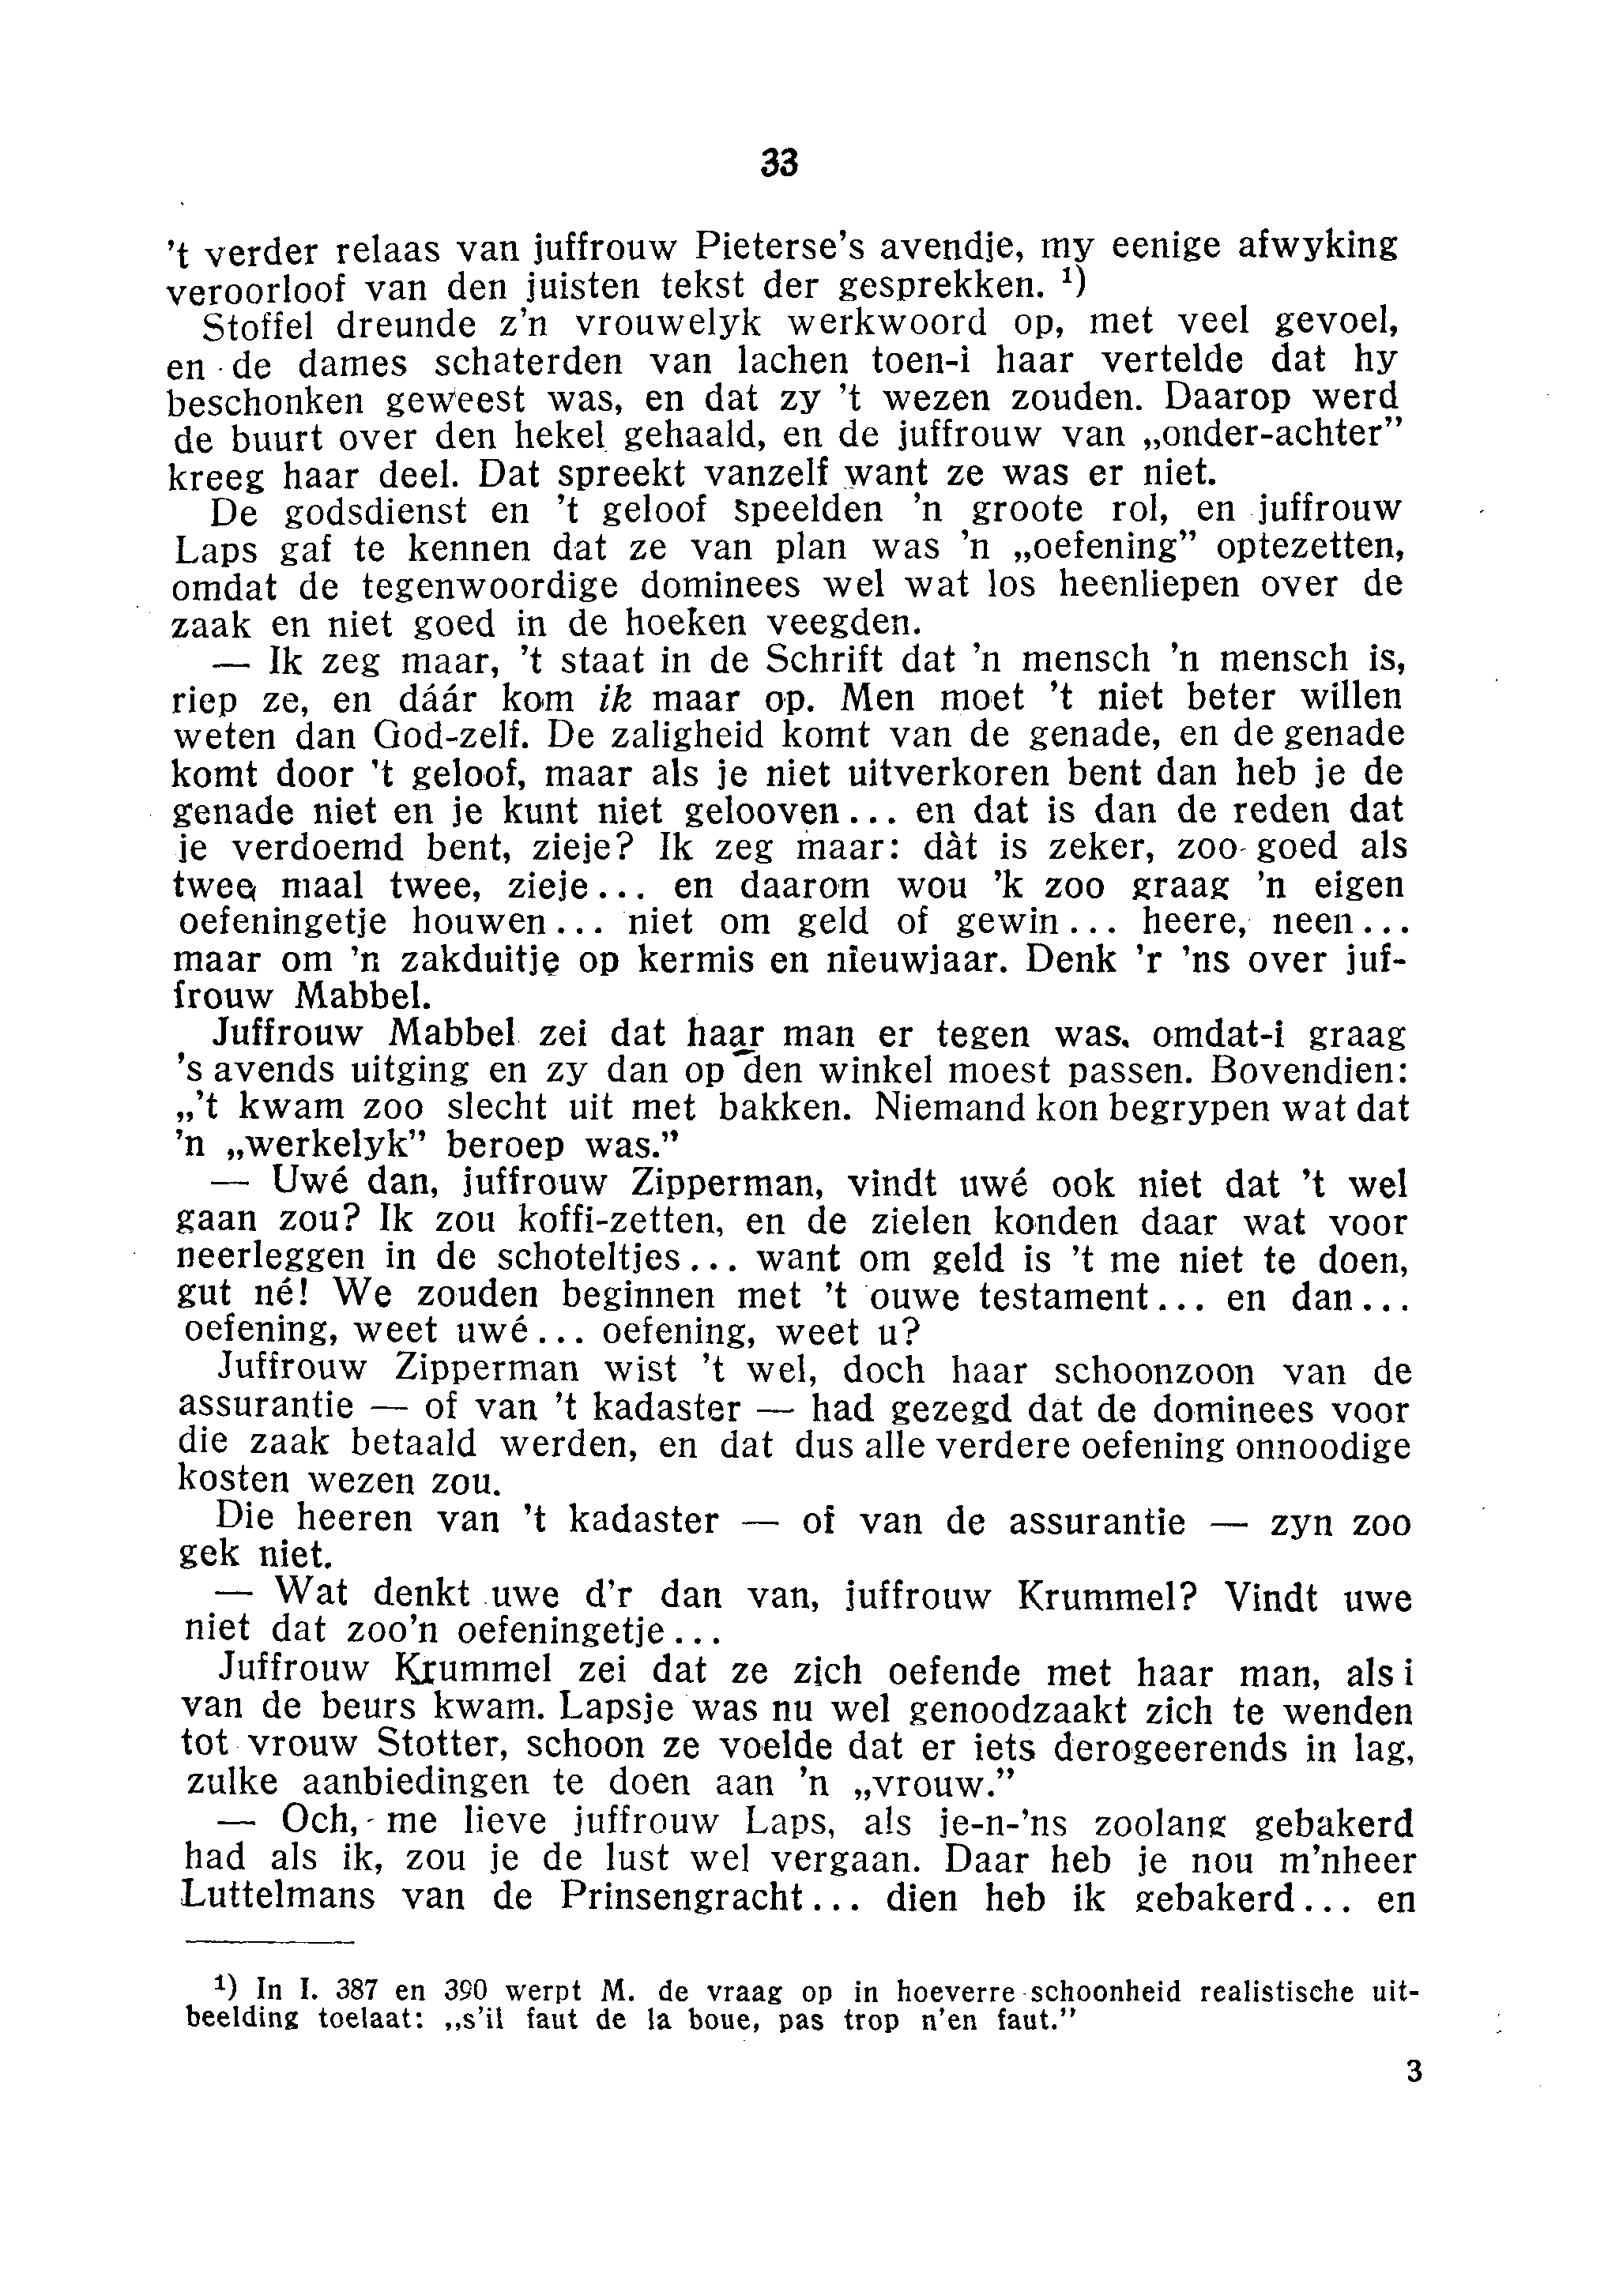 33
’t verder relaas van juffrouw Pieterse’s avendje, my eenige afwyking
veroorloof van den juisten tekst der gesprekken. ¹)
Stoffel dreunde z’n vrouwelyk werkwoord op, met veel gevoel,
en de dames schaterden van lachen toen-i haar vertelde dat hy
beschonken geweest was, en dat zy ’t wezen zouden. Daarop werd
de buurt over den hekel gehaald, en de juffrouw van „onder-achter”
kreeg haar deel. Dat spreekt vanzelf want ze was er niet.
De godsdienst en ’t geloof speelden ’n groote rol, en juffrouw
Laps gaf te kennen dat ze van plan was ’n „oefening” optezetten,
omdat de tegenwoordige dominees wel wat los heenliepen over de
zaak en niet goed in de hoeken veegden.
— Ik zeg maar, ’t staat in de Schrift dat ’n mensch ’n mensch is,
riep ze, en dáár kom ik maar op. Men moet ’t niet beter willen
weten dan God-zelf. De zaligheid komt van de genade, en de genade
komt door ’t geloof, maar als je niet uitverkoren bent dan heb je de
genade niet en je kunt niet gelooven... en dat is dan de reden dat
je verdoemd bent, zieje? Ik zeg maar: dàt is zeker, zoo goed als
twee maal twee, zieje... en daarom wou ’k zoo graag ’n eigen
oefeningetje houwen... niet om geld of gewin... heere, neen...
maar om ’n zakduitje op kermis en nieuwjaar. Denk ’r ’ns over juf-
frouw Mabbel.
Juffrouw Mabbel zei dat haar man er tegen was, omdat-i graag
’s avends uitging en zy dan op den winkel moest passen. Bovendien:
„’t kwam zoo slecht uit met bakken. Niemand kon begrypen wat dat
’n „werkelyk” beroep was.”
— Uwé dan, juffrouw Zipperman, vindt uwé ook niet dat ’t wel
gaan zou? Ik zou koffi-zetten, en de zielen konden daar wat voor
neerleggen in de schoteltjes... want om geld is ’t me niet te doen,
gut né! We zouden beginnen met ’t ouwe testament... en dan...
oefening, weet uwé... oefening, weet u?
Juffrouw Zipperman wist ’t wel, doch haar schoonzoon van de
assurantie — of van ’t kadaster — had gezegd dat de dominees voor
die zaak betaald werden, en dat dus alle verdere oefening onnoodige
kosten wezen zou.
Die heeren van ’t kadaster — of van de assurantie — zyn zoo
gek niet.
— Wat denkt uwe d’r dan van, juffrouw Krummel? Vindt uwe
niet dat zoo’n oefeningetje...
Juffrouw Krummel zei dat ze zich oefende met haar man, als i
van de beurs kwam. Lapsje was nu wel genoodzaakt zich te wenden
tot vrouw Stotter, schoon ze voelde dat er iets derogeerends in lag,
zulke aanbiedingen te doen aan ’n „vrouw.”
— Och, me lieve juffrouw Laps, als je-n-’ns zoolang gebakerd
had als ik, zou je de lust wel vergaan. Daar heb je nou m’nheer
Luttelmans van de Prinsengracht... dien heb ik gebakerd... en
¹) In I. 387 en 390 werpt M. de vraag op in hoeverre schoonheid realistische uit-
beelding toelaat: „s’il faut de la boue, pas trop n’en faut.”
3